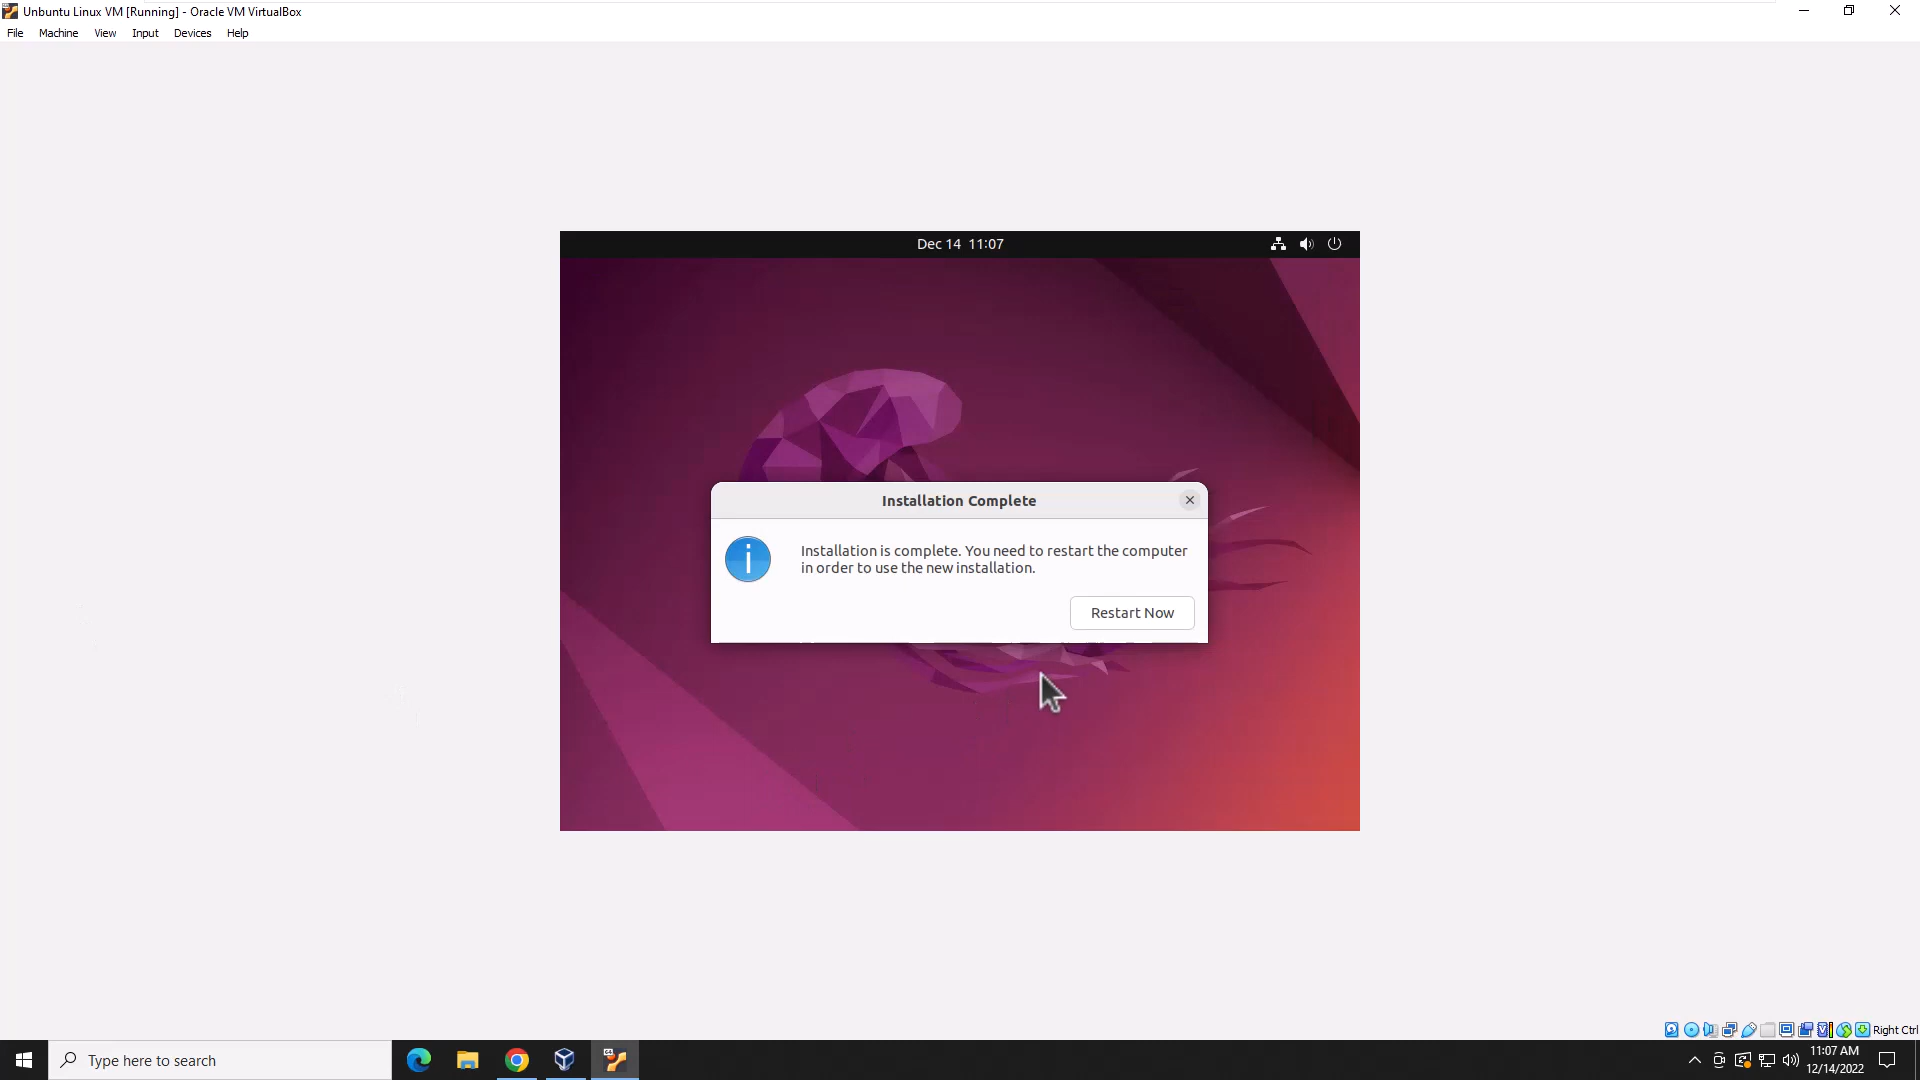 Unbuntu Linux VM [Running] - Oracle VM VirtualBox
File Machine View Input Devices Help
Dec 14 11:07
Installation Complete
Installation is complete. You need to restart the computer
in order to use the new installation.
Restart Now
Right Ctrl
Type here to search
11:07 AM
12/14/2022